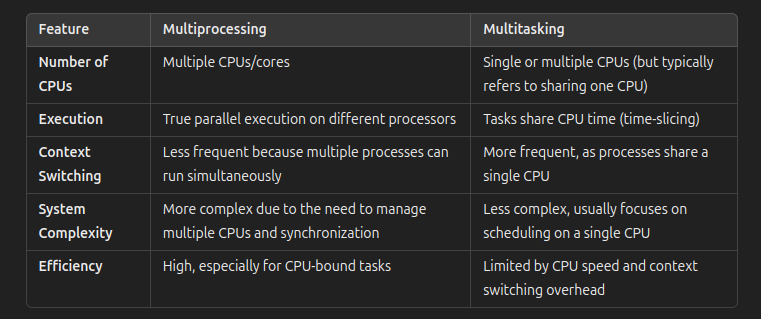 Feature Multiprocessing Multitasking
Number of Multiple CPUs/cores Single or multiple CPUs (but typically
CPUs refers to sharing one CPU)
Execution True parallel execution on different processors Tasks share CPU time (time-slicing)
Context Less frequent because multiple processes can More frequent, as processes share a
Switching run simultaneously single CPU
System More complex due to the need to manage Less complex, usually focuses on
Complexity multiple CPUs and synchronization scheduling on a single CPU
Efficiency High, especially for CPU-bound tasks Limited by CPU speed and context
switching overhead